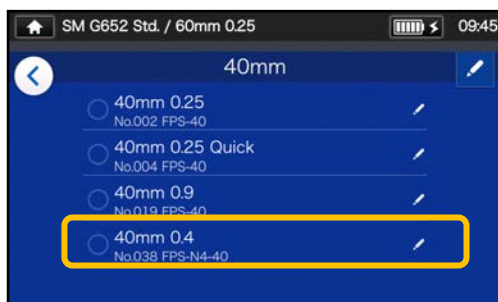 SM G652 Std. / 60mm 0.25
09:45
40mm
40mm 0.25
No.002 FPS-40
40mm 0.25 Quick
No.004 FPS-40
40mm 0.9
No.019 FPS-40
40mm 0.4
No.038 FPS-N4-40